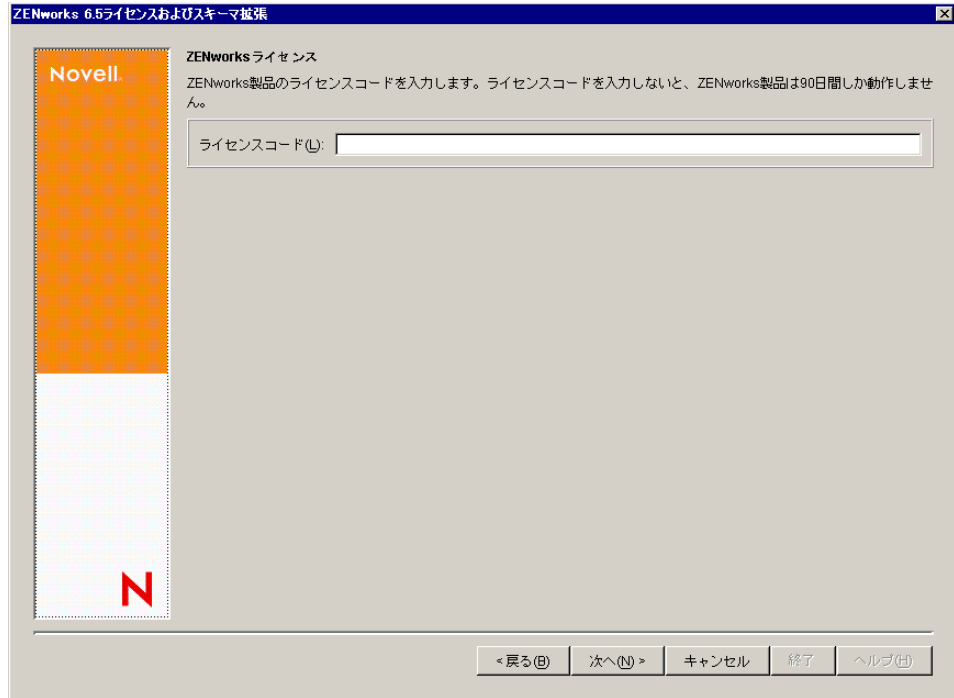 ZENworks 6.5ライセンスおよびスキーマ拡張
Novell.
ZENworksライセンス
ZENworks製品のライセンスコードを入力します。ライセンスコードを入力しないと、ZENworks製品は90日間しか動作しませ
ん。
ライセンスコード(L):
N
<戻る(B)
次へ(N) >
キャンセル
終了
ヘルプ(H)